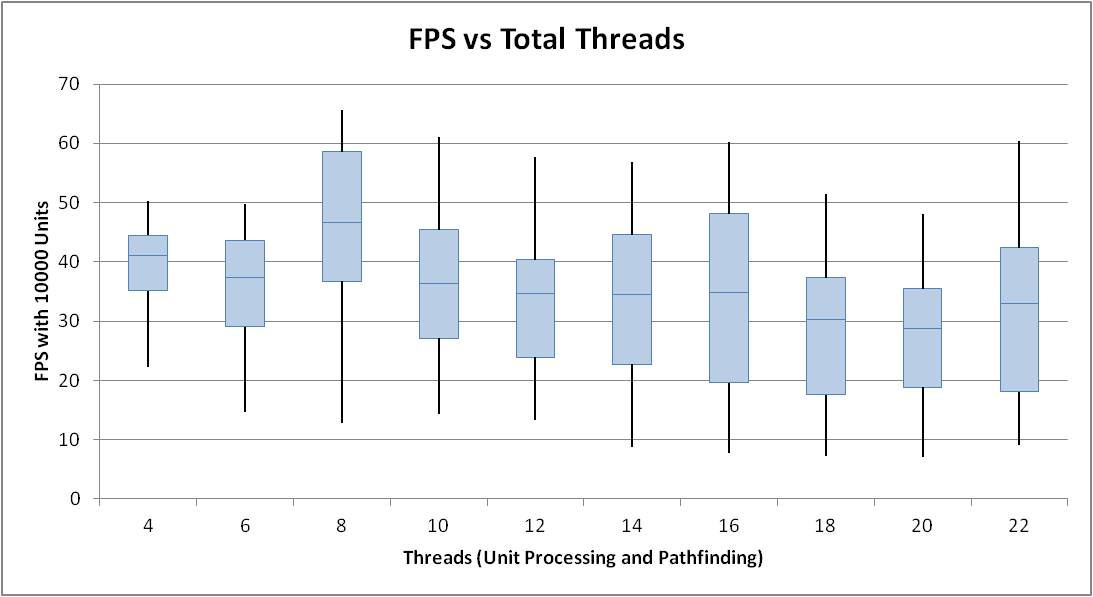 FPS vs Total Threads
FPS with 10000 Units
70
60
50
40
30
20
10
0
4 6 8 10 12 14 16 18 20 22
Threads (Unit Processing and Pathfinding)